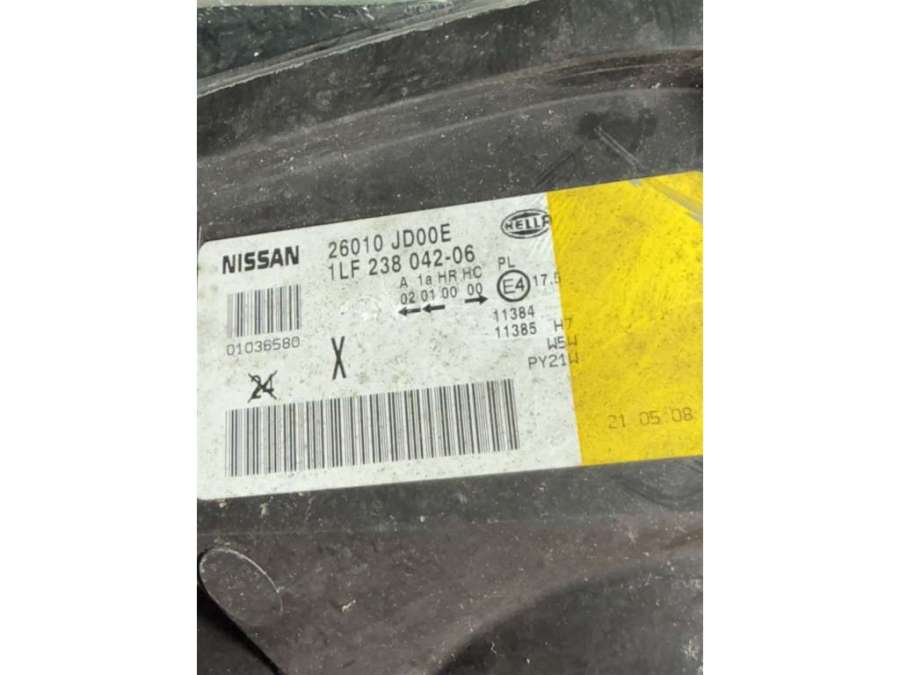 NISSAN
26010 JD00E
1LF 238 042-06
HELLA
A 1a HR HC
02 01 00 00
PL
E4
17.5
11384
11385 H7
W5W
PY21W
01036580
X
24
21 05 08